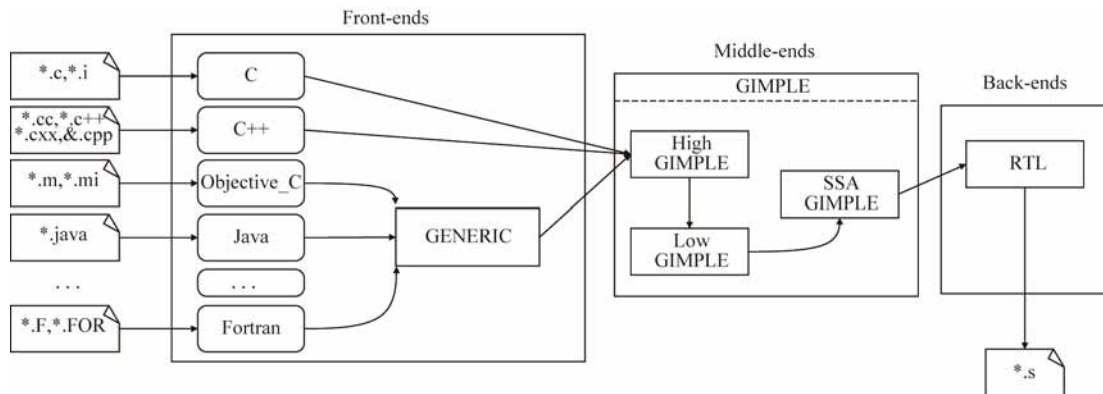 Front-ends
Middle-ends
Back-ends
*.c,*.i
C
GIMPLE
*.cc,*.c++
*.cxx,&.cpp
C++
High
GIMPLE
RTL
*.m,*.mi
Objective_C
SSA
GIMPLE
*.java
Java
GENERIC
Low
GIMPLE
...
...
*.F,*.FOR
Fortran
*.s